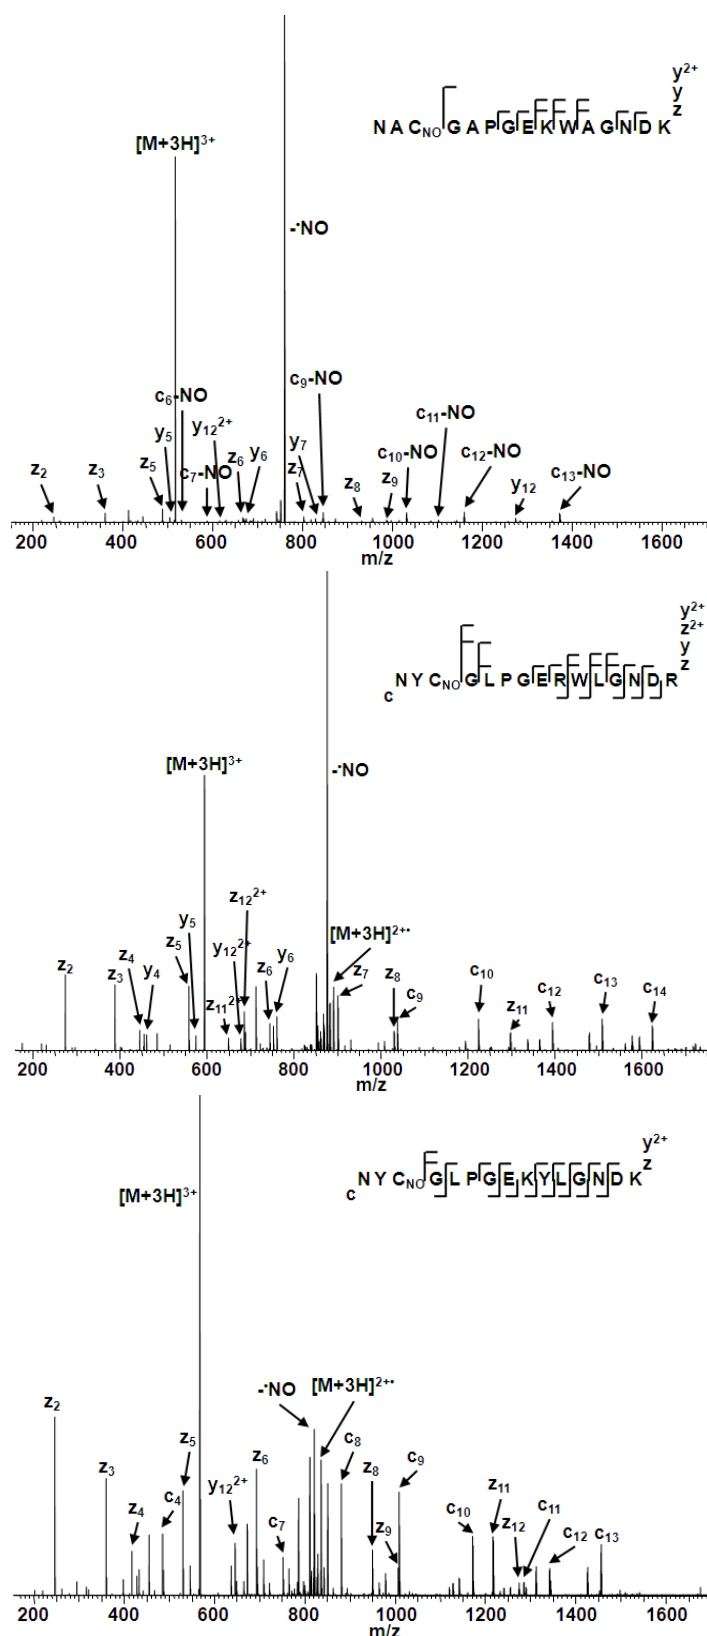 y²⁺
y
z
N A C_NO G A P G E K W A G N D K
[M+3H]³⁺
-•NO
c₉-NO
c₆-NO
c₁₁-NO
y₅
y₁₂²⁺
y₇
z₂
z₃
z₅
c₇-NO
z₆
y₆
z₇
c₁₀-NO
c₁₂-NO
z₈
z₉
y₁₂
c₁₃-NO
200 400 600 800 1000 1200 1400 1600
m/z
y²⁺
z²⁺
y
z
c N Y C_NO G L P G E R W L G N D R
[M+3H]³⁺
-•NO
z₁₂²⁺
[M+3H]²⁺•
y₅
y₁₂²⁺
z₂
z₃
z₄
y₄
z₅
z₁₁²⁺
z₆
y₆
z₇
z₈
c₉
c₁₀
z₁₁
c₁₂
c₁₃
c₁₄
200 400 600 800 1000 1200 1400 1600
m/z
y²⁺
z
c N Y C_NO G L P G E K Y L G N D K
[M+3H]³⁺
-•NO
[M+3H]²⁺•
z₂
z₃
z₄
c₄
z₅
y₁₂²⁺
z₆
c₇
c₈
z₈
z₉
c₉
c₁₀
z₁₁
z₁₂
c₁₁
c₁₂
c₁₃
200 400 600 800 1000 1200 1400 1600
m/z